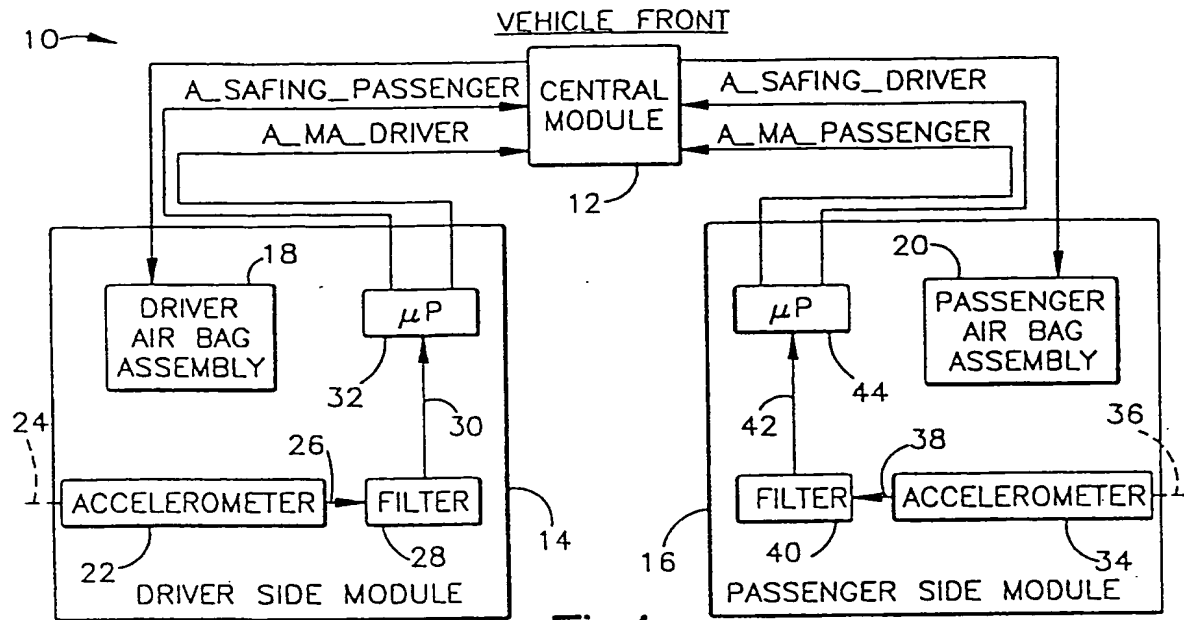 VEHICLE FRONT
10
A_SAFING_PASSENGER
A_MA_DRIVER
CENTRAL
MODULE
12
A_SAFING_DRIVER
A_MA_PASSENGER
18
DRIVER
AIR BAG
ASSEMBLY
μP
32
30
24
26
ACCELEROMETER
FILTER
22
28
14
DRIVER SIDE MODULE
20
PASSENGER
AIR BAG
ASSEMBLY
μP
44
42
36
38
FILTER
ACCELEROMETER
16
40
34
PASSENGER SIDE MODULE